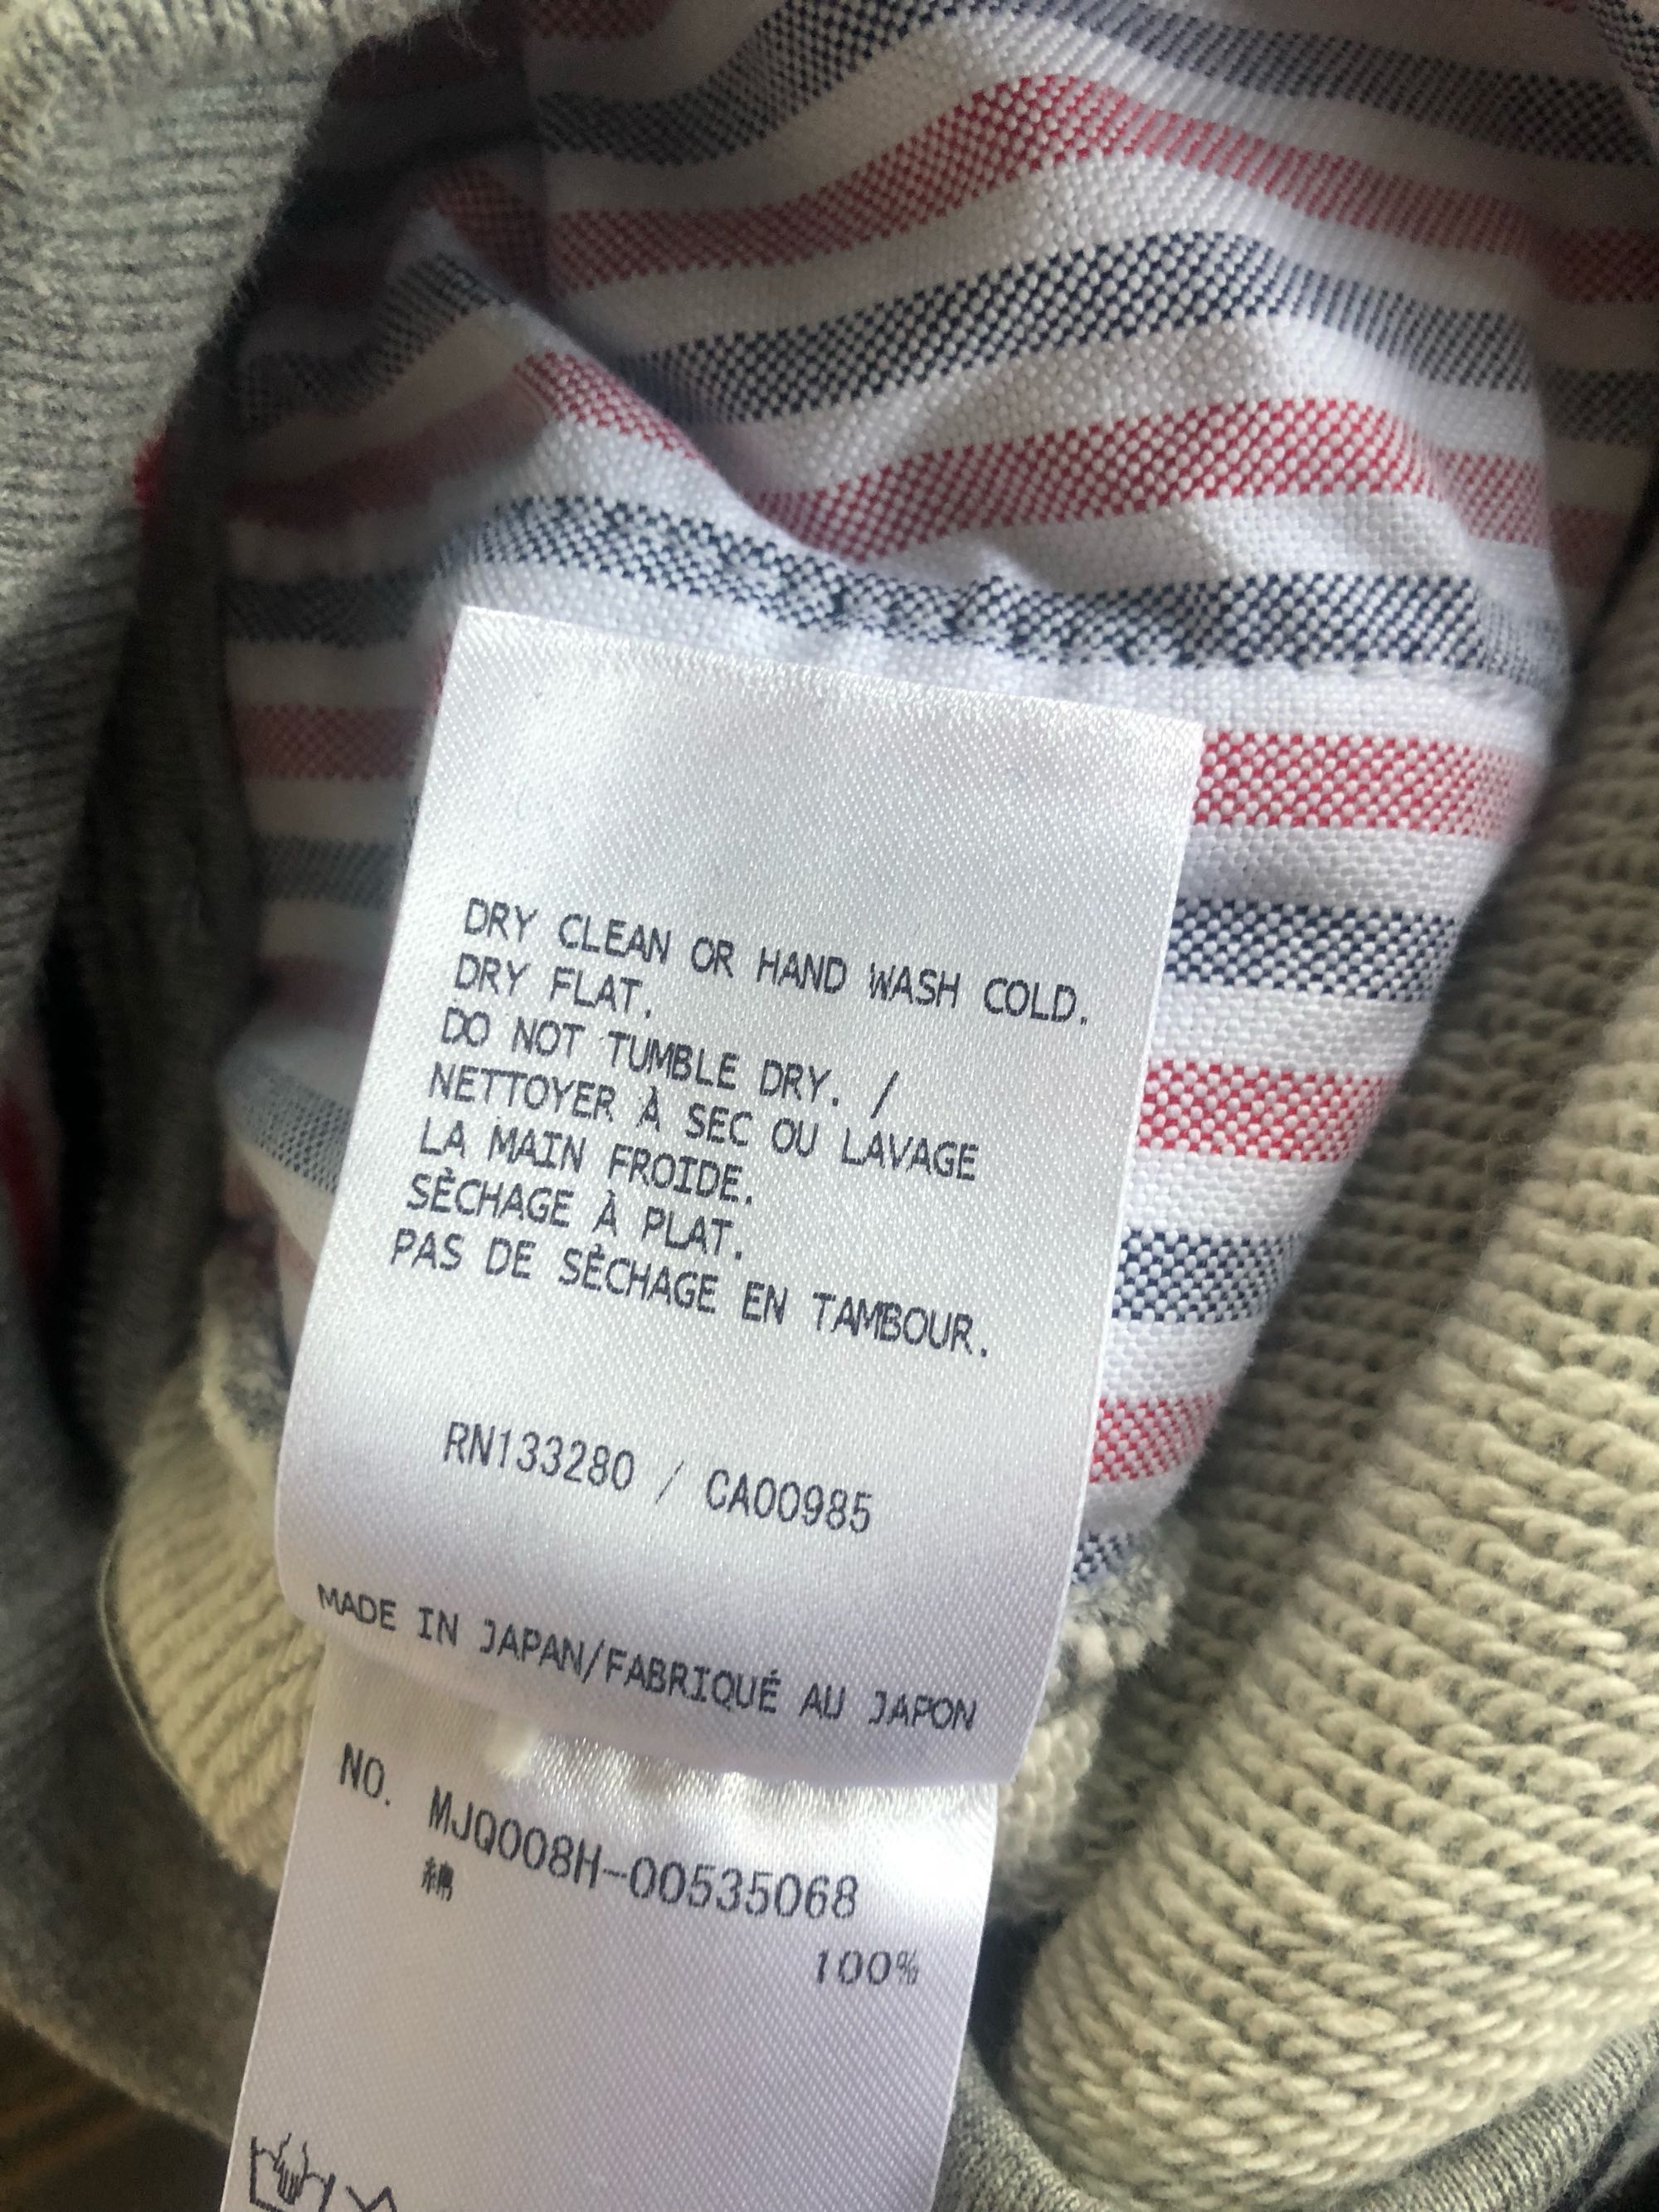 DRY CLEAN OR HAND WASH COLD.
DRY FLAT.
DO NOT TUMBLE DRY. /
NETTOYER À SEC OU LAVAGE
LA MAIN FROIDE.
SÈCHAGE À PLAT.
PAS DE SÈCHAGE EN TAMBOUR.
RN133280 / CA00985
MADE IN JAPAN/FABRIQUÉ AU JAPON
NO. MJQ008H-00535068
綿
100%